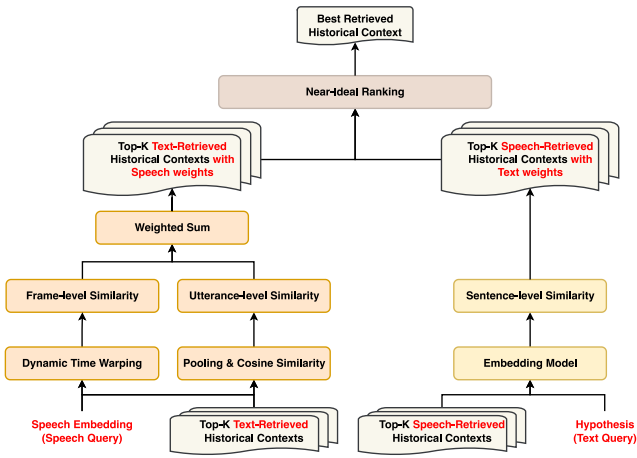 Best Retrieved
Historical Context
Near-Ideal Ranking
Top-K Text-Retrieved
Historical Contexts with
Speech weights
Top-K Speech-Retrieved
Historical Contexts with
Text weights
Weighted Sum
Frame-level Similarity
Utterance-level Similarity
Sentence-level Similarity
Dynamic Time Warping
Pooling & Cosine Similarity
Embedding Model
Speech Embedding
(Speech Query)
Top-K Text-Retrieved
Historical Contexts
Top-K Speech-Retrieved
Historical Contexts
Hypothesis
(Text Query)